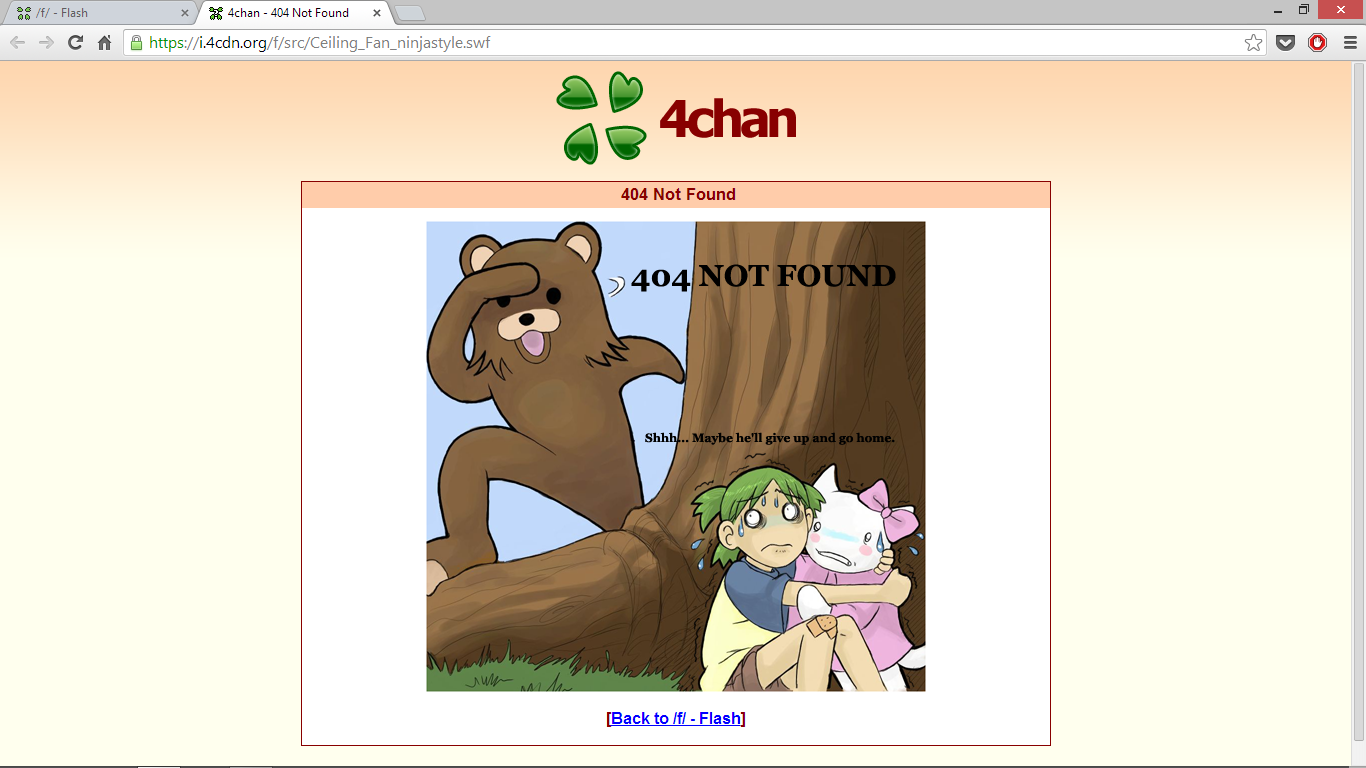 /f/ - Flash
4chan - 404 Not Found
https://i.4cdn.org/f/src/Ceiling_Fan_ninjastyle.swf
4chan
404 Not Found
404 NOT FOUND
Shhh... Maybe he'll give up and go home.
[Back to /f/ - Flash]